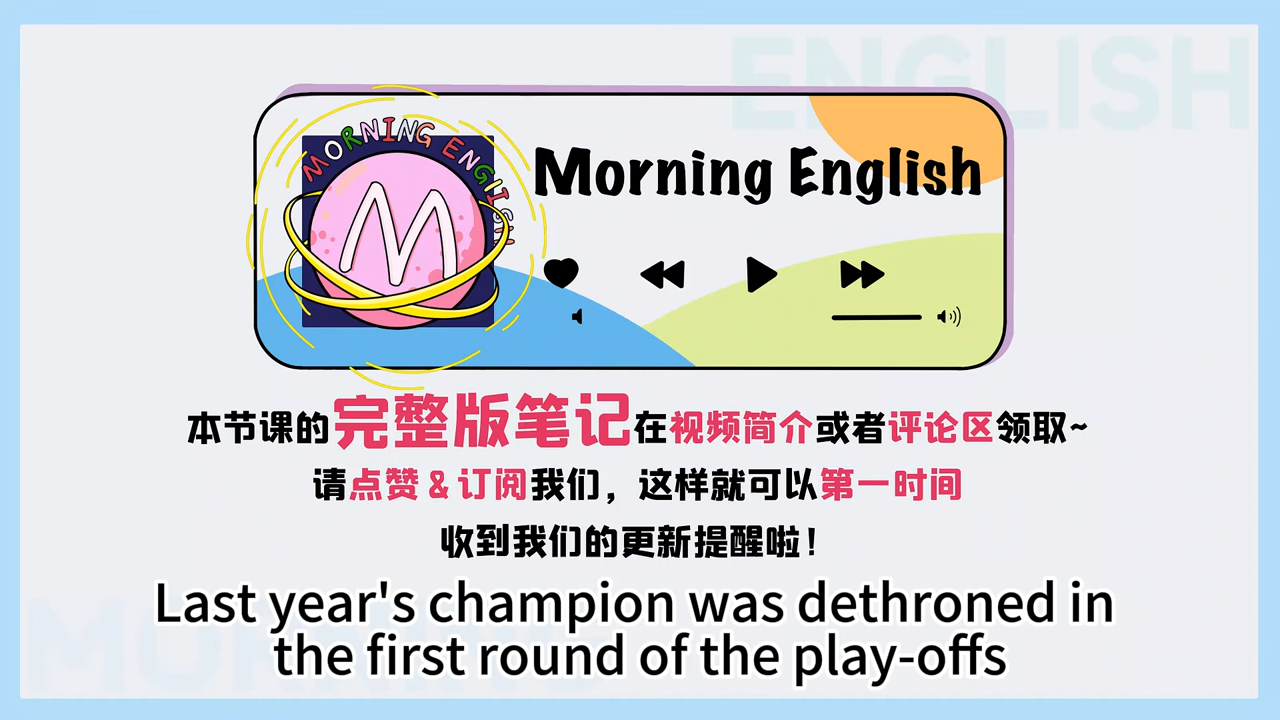 ENGLISH
MORNING ENGLISH
M
Morning English
本节课的完整版笔记在视频简介或者评论区领取~
请点赞 & 订阅我们，这样就可以第一时间
收到我们的更新提醒啦！
Last year's champion was dethroned in
the first round of the play-offs
MORNING